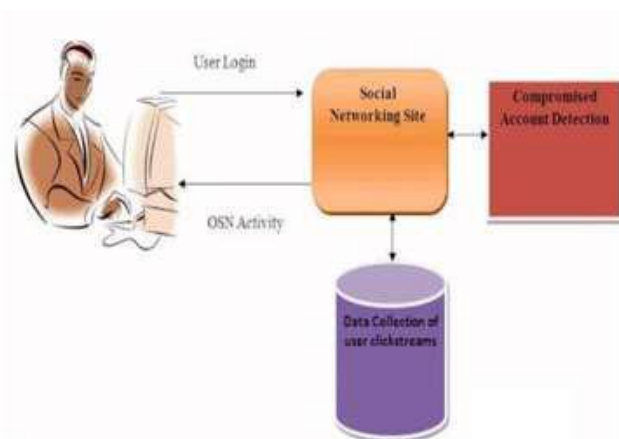 User Login
Social
Networking Site
Compromised
Account Detection
OSN Activity
Data Collection of
user clickstreams